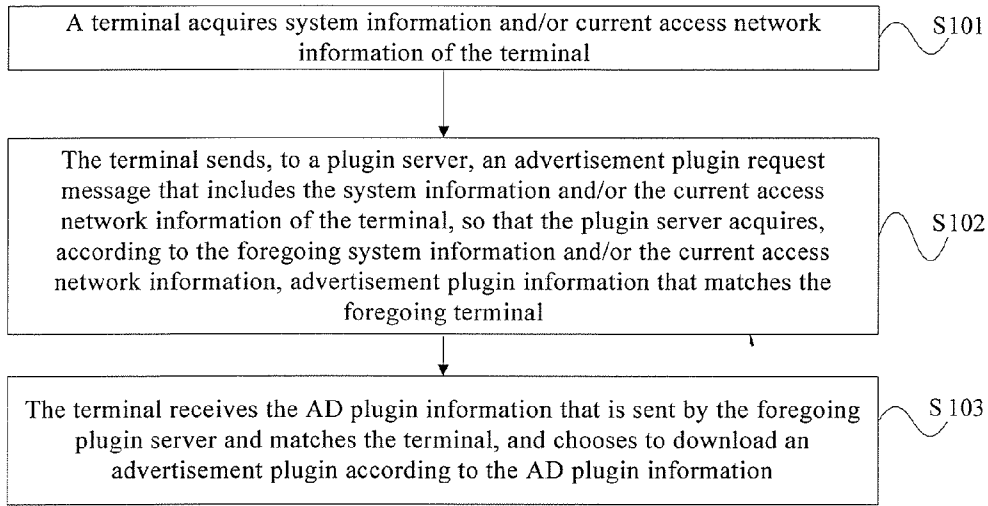 A terminal acquires system information and/or current access network
information of the terminal
S101
The terminal sends, to a plugin server, an advertisement plugin request
message that includes the system information and/or the current access
network information of the terminal, so that the plugin server acquires,
according to the foregoing system information and/or the current access
network information, advertisement plugin information that matches the
foregoing terminal
S102
The terminal receives the AD plugin information that is sent by the foregoing
plugin server and matches the terminal, and chooses to download an
advertisement plugin according to the AD plugin information
S 103